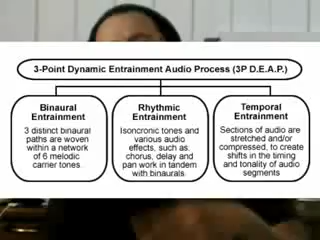 3-Point Dynamic Entrainment Audio Process (3P D.E.A.P.)
Binaural
Entrainment
3 distinct binaural
paths are woven
within a network
of 6 melodic
carrier tones.
Rhythmic
Entrainment
Isoncronic tones and
various audio
effects, such as.
chorus, delay and
pan work in tandem
with binaurals.
Temporal
Entrainment
Sections of audio are
stretched and/or
compressed, to create
shifts in the timing
and tonality of audio
segments